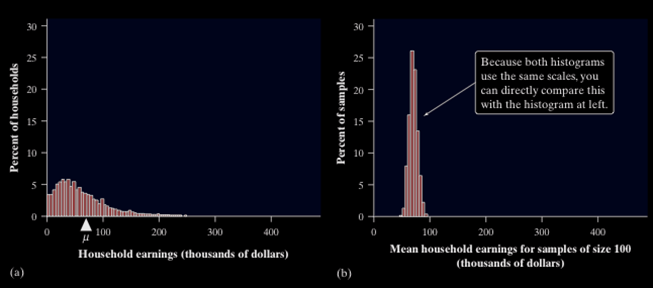 30
25
20
15
10
5
0
Percent of households
0
100
200
300
400
μ
Household earnings (thousands of dollars)
(a)
30
25
20
15
10
5
0
Percent of samples
Because both histograms
use the same scales, you
can directly compare this
with the histogram at left.
0
100
200
300
400
Mean household earnings for samples of size 100
(thousands of dollars)
(b)